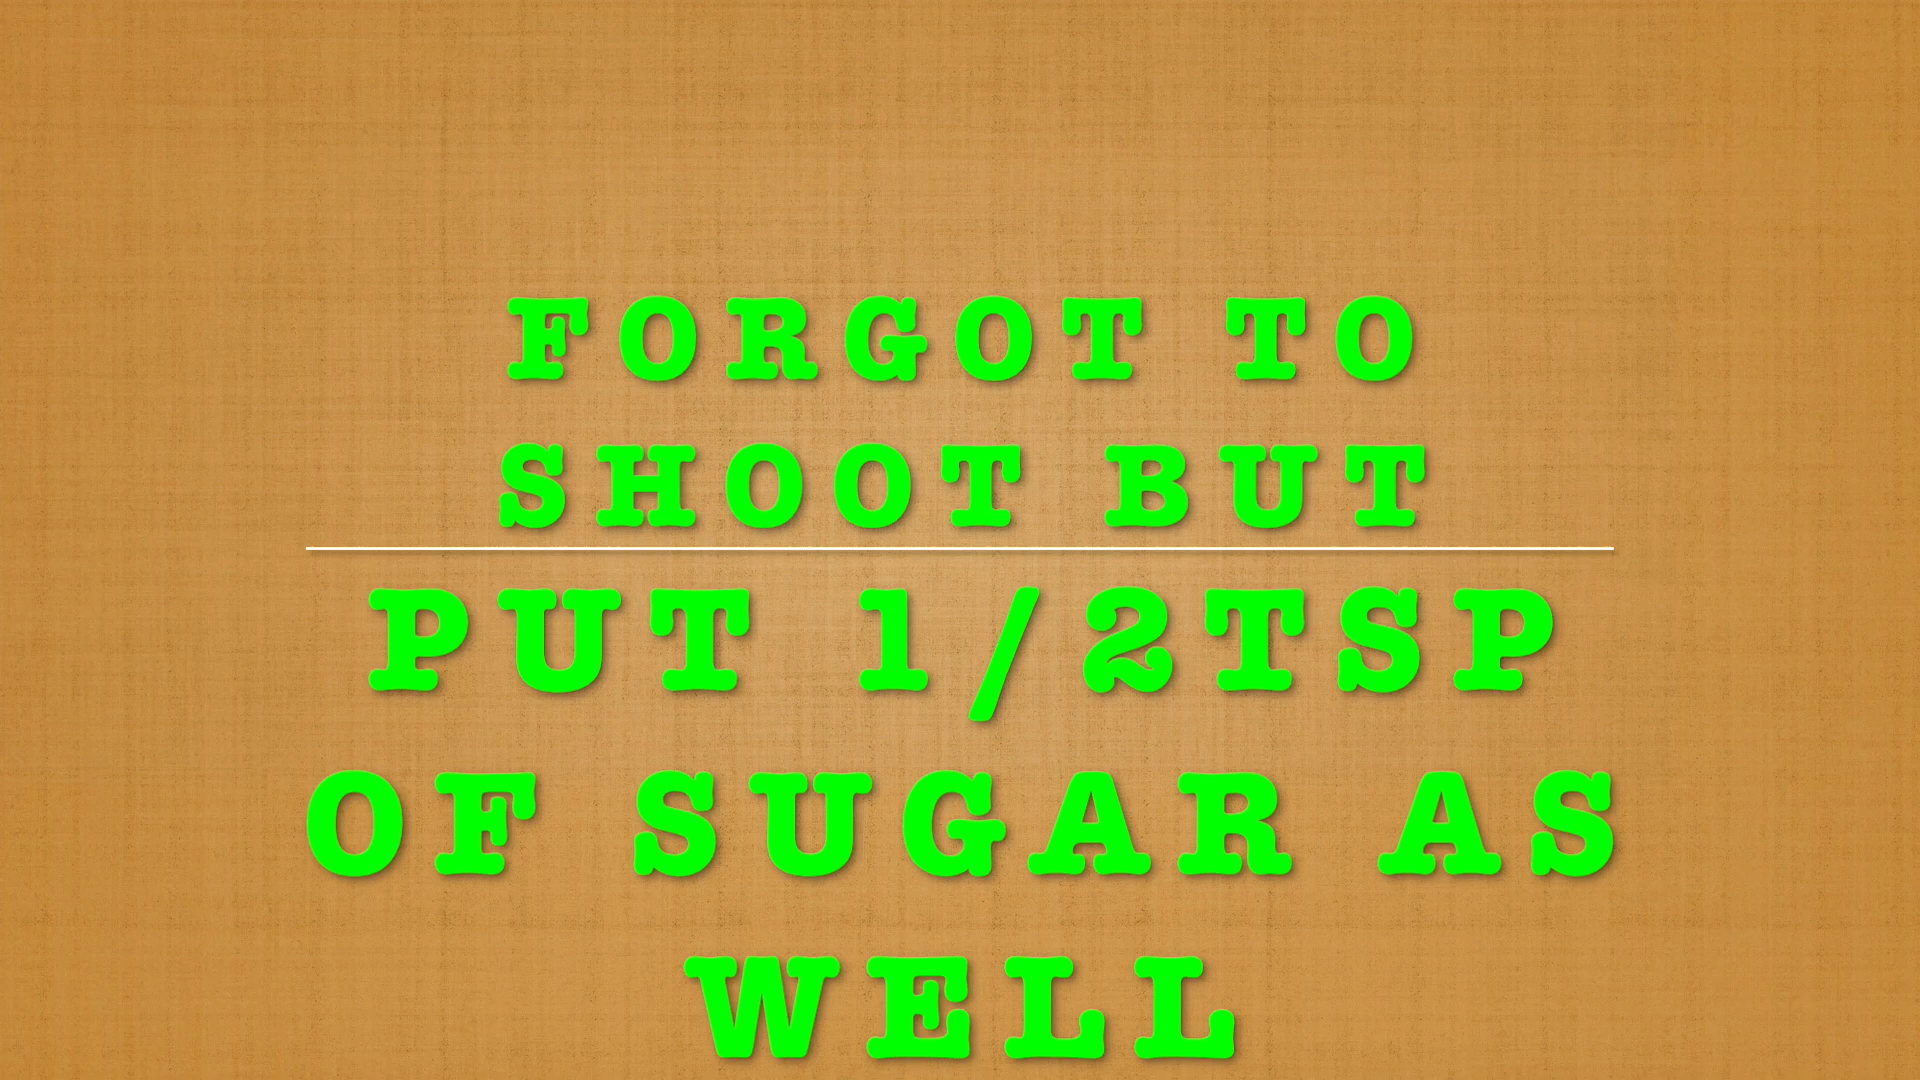 FORGOT TO
SHOOT BUT
PUT 1/2TSP
OF SUGAR AS
WELL